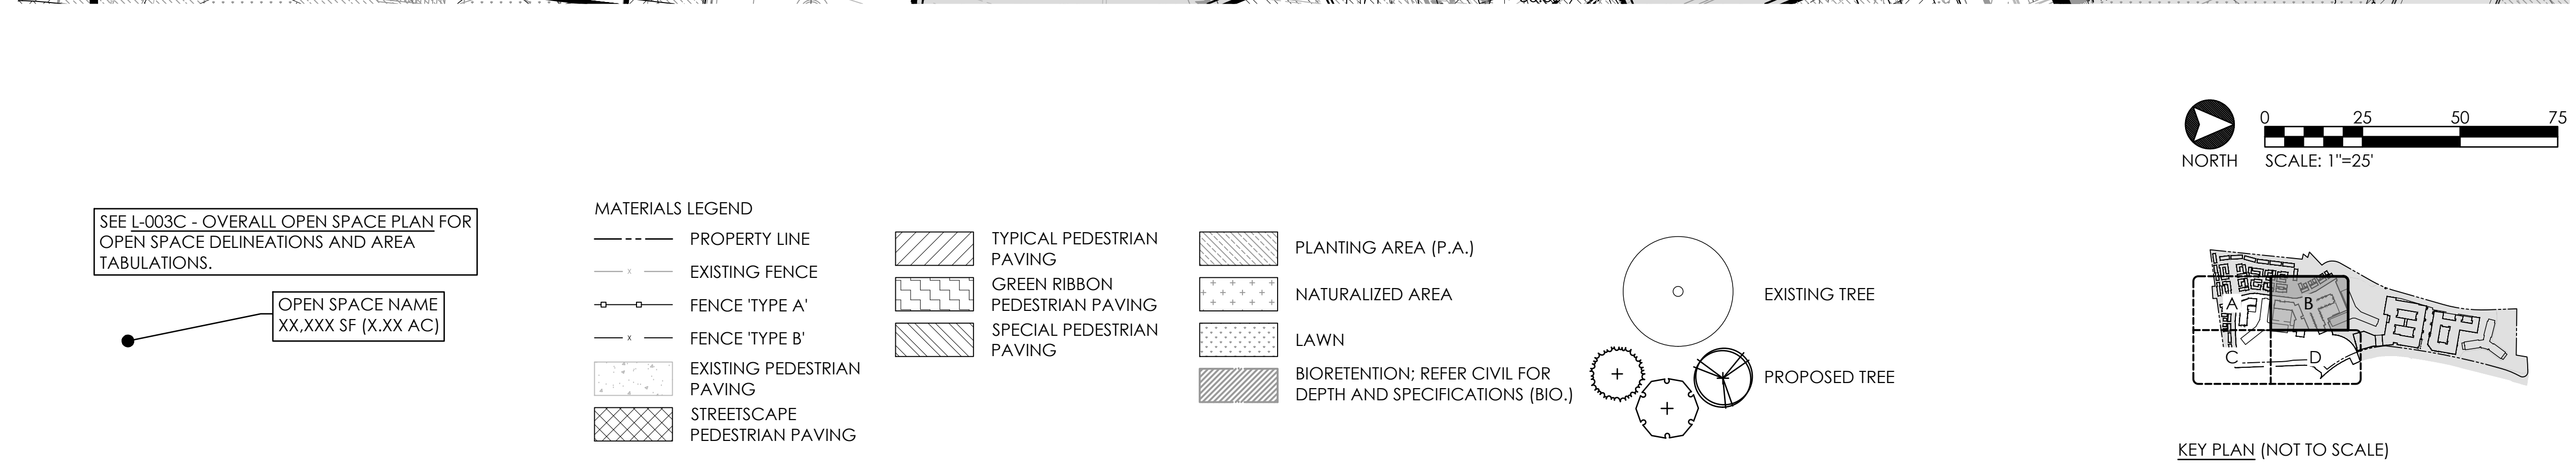 SEE L-003C - OVERALL OPEN SPACE PLAN FOR
OPEN SPACE DELINEATIONS AND AREA
TABULATIONS.
OPEN SPACE NAME
XX,XXX SF (X.XX AC)
MATERIALS LEGEND
PROPERTY LINE
x
EXISTING FENCE
FENCE 'TYPE A'
x
FENCE 'TYPE B'
EXISTING PEDESTRIAN
PAVING
STREETSCAPE
PEDESTRIAN PAVING
TYPICAL PEDESTRIAN
PAVING
GREEN RIBBON
PEDESTRIAN PAVING
SPECIAL PEDESTRIAN
PAVING
PLANTING AREA (P.A.)
NATURALIZED AREA
LAWN
BIORETENTION; REFER CIVIL FOR
DEPTH AND SPECIFICATIONS (BIO.)
EXISTING TREE
PROPOSED TREE
NORTH
0 25 50 75
SCALE: 1"=25'
A B
C D
KEY PLAN (NOT TO SCALE)